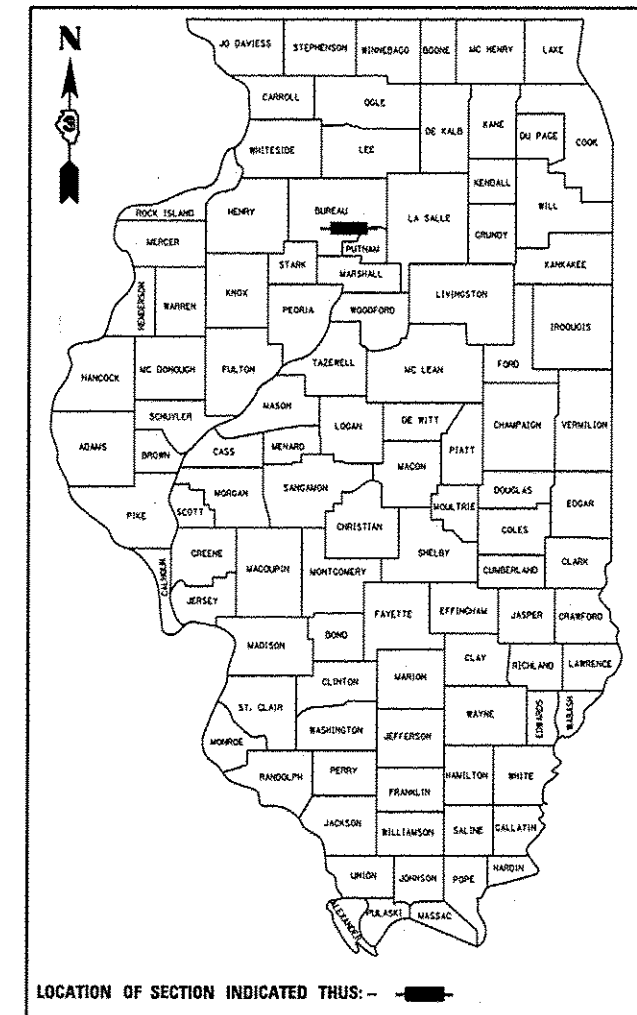 N
JO DAVIESS STEPHENSON WINNEBAGO BOONE MC HENRY LAKE
CARROLL OGLE DE KALB KANE DU PAGE COOK
WHITESIDE LEE
KENDALL WILL
ROCK ISLAND HENRY BUREAU LA SALLE GRUNDY
MERCER PUTNAM KANKAKEE
STARK MARSHALL
HENDERSON WARREN KNOX PEORIA WOODFORD LIVINGSTON IROQUOIS
HANCOCK MC DONOUGH FULTON TAZEWELL MC LEAN FORD
SCHUYLER MASON LOGAN DE WITT CHAMPAIGN VERMILION
ADAMS BROWN CASS MENARD MACON PIATT
PIKE SCOTT MORGAN SANGAMON CHRISTIAN MOULTRIE DOUGLAS EDGAR
COLES
CALHOUN GREENE MACOUPIN MONTGOMERY SHELBY CUMBERLAND CLARK
JERSEY FAYETTE EFFINGHAM JASPER CRAWFORD
MADISON BOND CLAY RICHLAND LAWRENCE
CLINTON MARION
ST. CLAIR WAYNE EDWARDS WABASH
MONROE WASHINGTON JEFFERSON
RANDOLPH PERRY HAMILTON WHITE
FRANKLIN
JACKSON WILLIAMSON SALINE GALLATIN
UNION JOHNSON POPE HARDIN
ALEXANDER PULASKI MASSAC
LOCATION OF SECTION INDICATED THUS: -